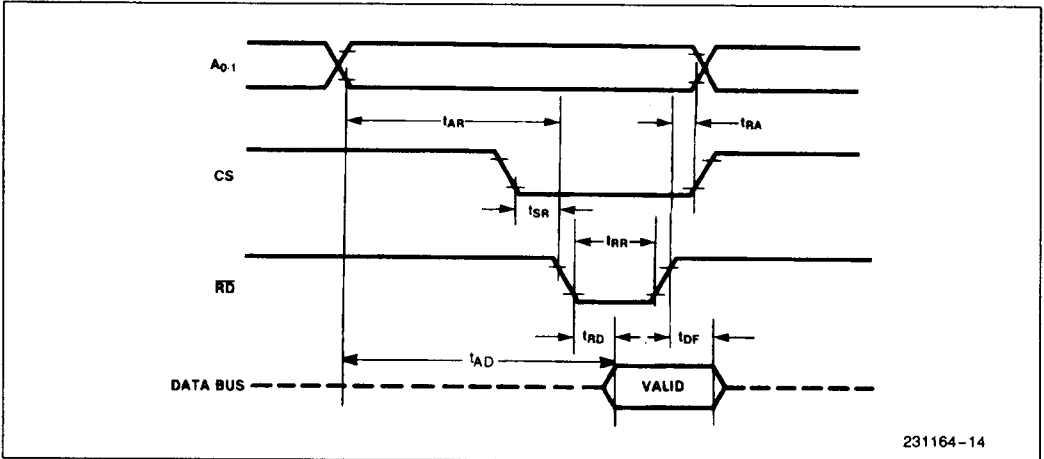 A0-1
tAR
tRA
CS
tSR
tRR
RD
tRD
tDF
tAD
DATA BUS
VALID
231164-14